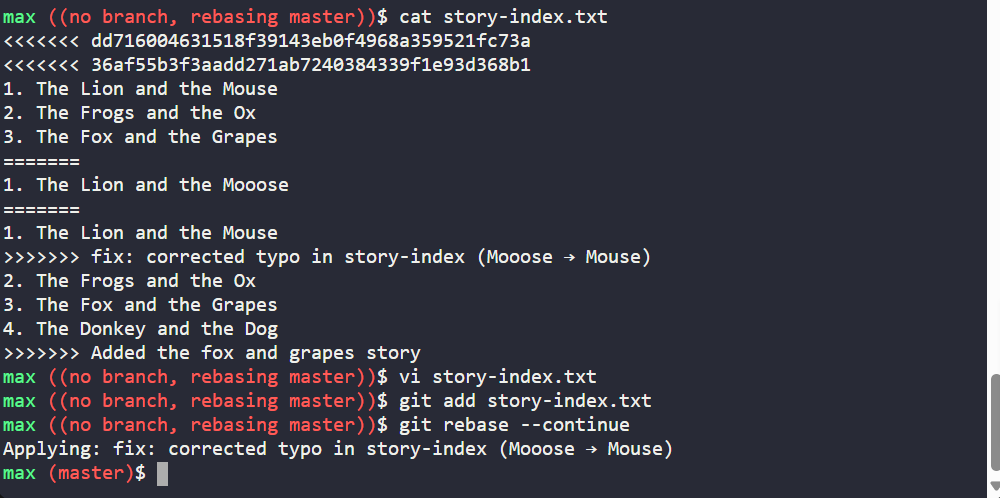 max ((no branch, rebasing master))$ cat story-index.txt
<<<<<<< dd716004631518f39143eb0f4968a359521fc73a
<<<<<<< 36af55b3f3aadd271ab7240384339f1e93d368b1
1. The Lion and the Mouse
2. The Frogs and the Ox
3. The Fox and the Grapes
=======
1. The Lion and the Mooose
=======
1. The Lion and the Mouse
>>>>>>> fix: corrected typo in story-index (Mooose → Mouse)
2. The Frogs and the Ox
3. The Fox and the Grapes
4. The Donkey and the Dog
>>>>>>> Added the fox and grapes story
max ((no branch, rebasing master))$ vi story-index.txt
max ((no branch, rebasing master))$ git add story-index.txt
max ((no branch, rebasing master))$ git rebase --continue
Applying: fix: corrected typo in story-index (Mooose → Mouse)
max (master)$